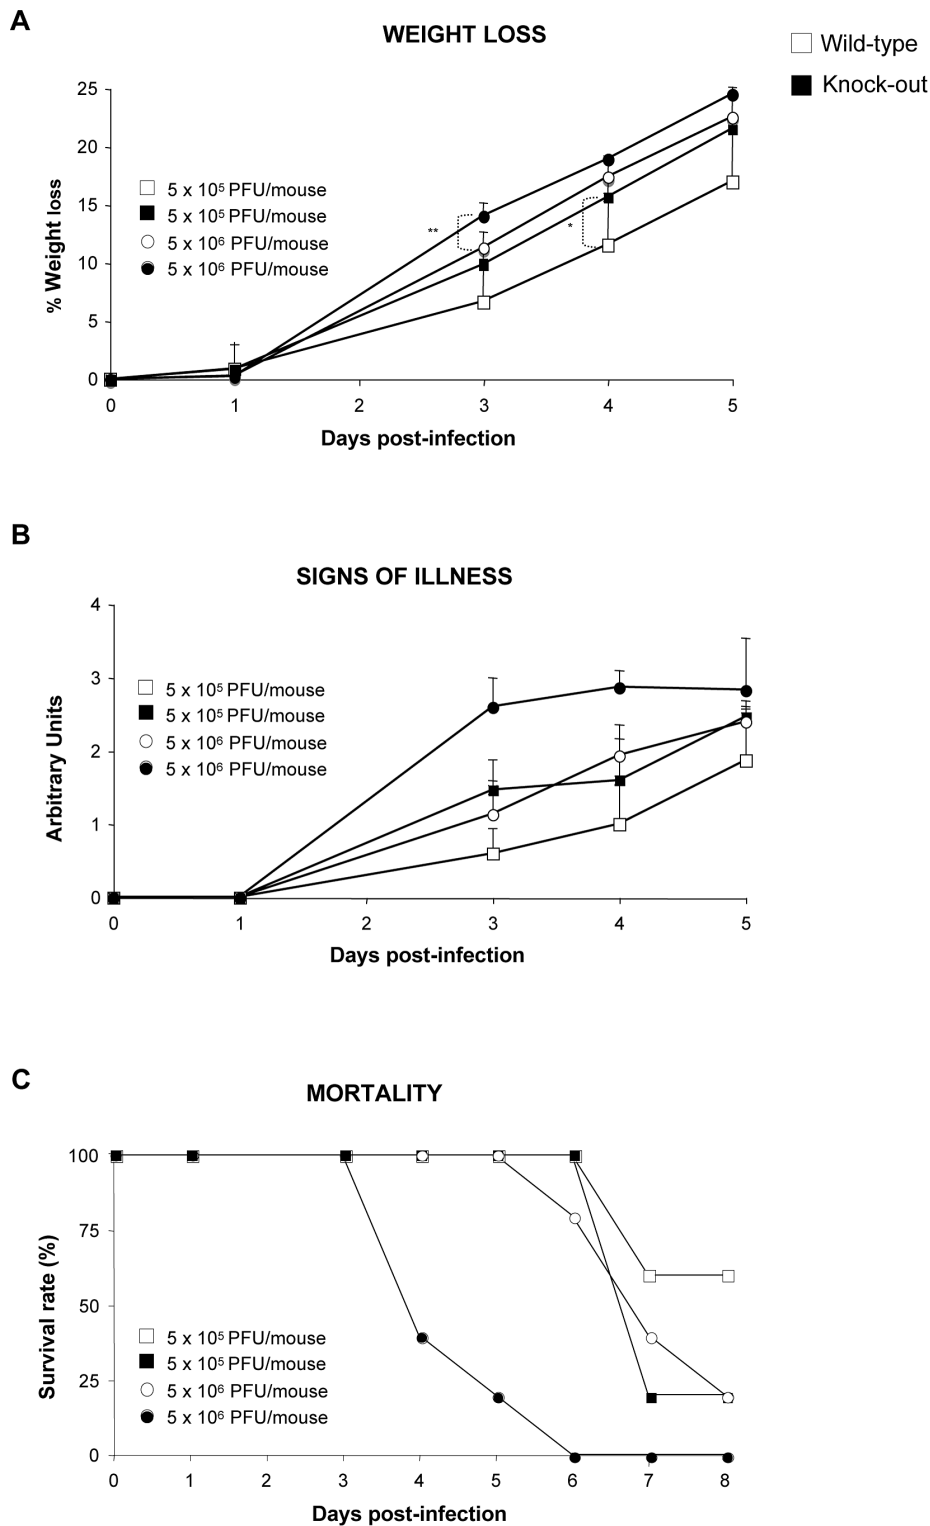 A
WEIGHT LOSS
Wild-type
Knock-out
25
20
15
10
5
0
% Weight loss
5 x 10⁵ PFU/mouse
5 x 10⁵ PFU/mouse
5 x 10⁶ PFU/mouse
5 x 10⁶ PFU/mouse
**
*
0 1 2 3 4 5
Days post-infection
B
SIGNS OF ILLNESS
4
3
2
1
0
Arbitrary Units
5 x 10⁵ PFU/mouse
5 x 10⁵ PFU/mouse
5 x 10⁶ PFU/mouse
5 x 10⁶ PFU/mouse
0 1 2 3 4 5
Days post-infection
C
MORTALITY
100
75
50
25
0
Survival rate (%)
5 x 10⁵ PFU/mouse
5 x 10⁵ PFU/mouse
5 x 10⁶ PFU/mouse
5 x 10⁶ PFU/mouse
0 1 2 3 4 5 6 7 8
Days post-infection